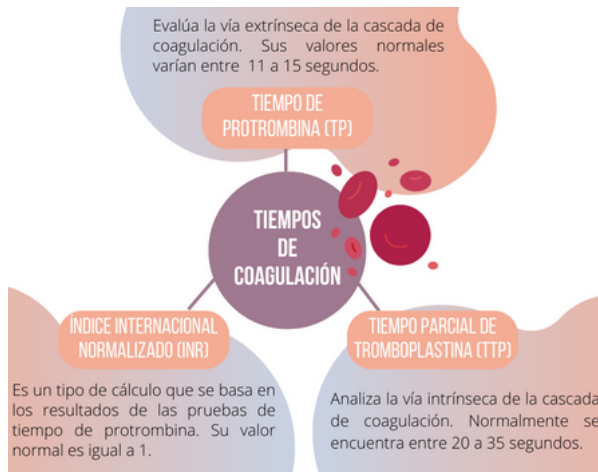 Evalúa la vía extrínseca de la cascada de
coagulación. Sus valores normales
varían entre 11 a 15 segundos.
TIEMPO DE
PROTROMBINA (TP)
TIEMPOS
DE
COAGULACIÓN
ÍNDICE INTERNACIONAL
NORMALIZADO (INR)
Es un tipo de cálculo que se basa en
los resultados de las pruebas de
tiempo de protrombina. Su valor
normal es igual a 1.
TIEMPO PARCIAL DE
TROMBOPLASTINA (TTP)
Analiza la vía intrínseca de la cascada
de coagulación. Normalmente se
encuentra entre 20 a 35 segundos.